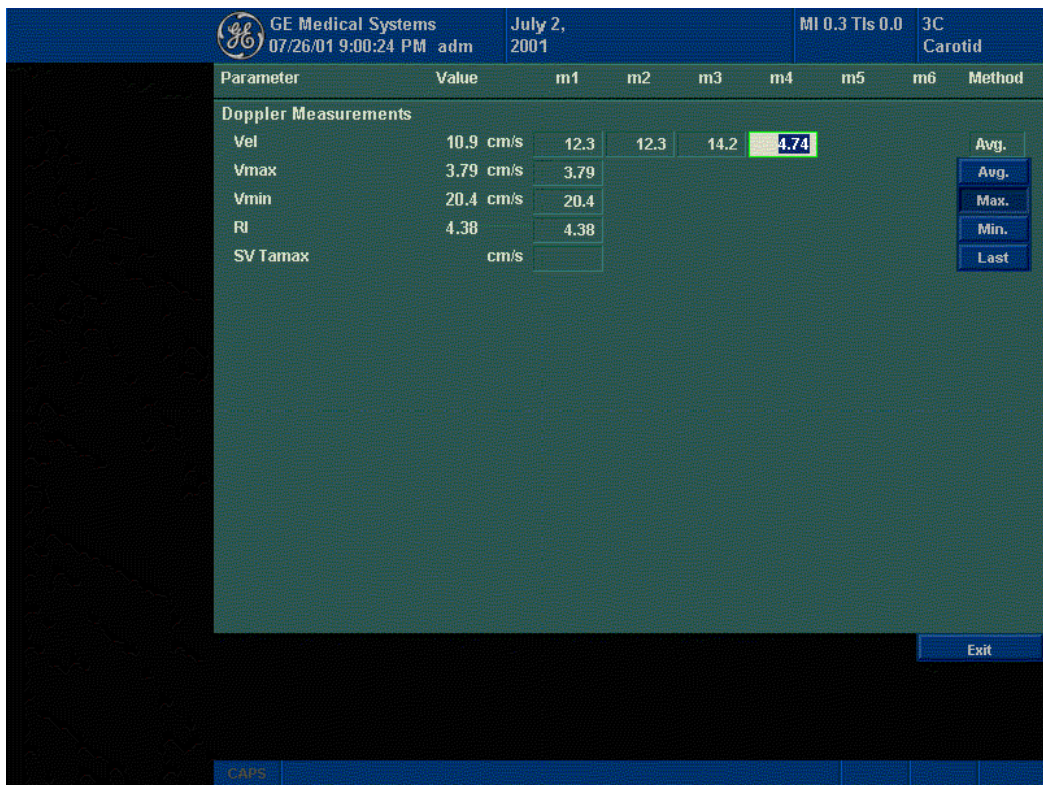 GE Medical Systems
07/26/01 9:00:24 PM adm
July 2,
2001
MI 0.3 TIs 0.0
3C
Carotid
Parameter Value m1 m2 m3 m4 m5 m6 Method
Doppler Measurements
Vel 10.9 cm/s 12.3 12.3 14.2 4.74 Avg.
Vmax 3.79 cm/s 3.79 Avg.
Vmin 20.4 cm/s 20.4 Max.
RI 4.38 4.38 Min.
SV Tamax cm/s Last
Exit
CAPS